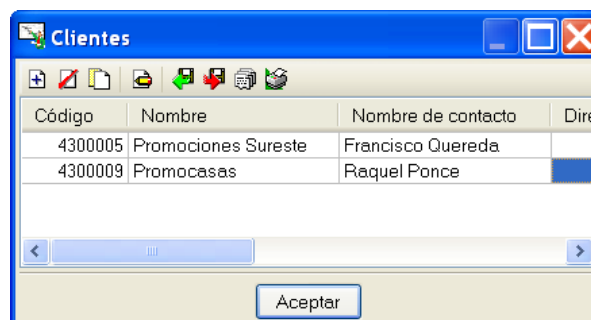 Clientes
Código Nombre Nombre de contacto Dire
4300005 Promociones Sureste Francisco Quereda
4300009 Promocasas Raquel Ponce
Aceptar